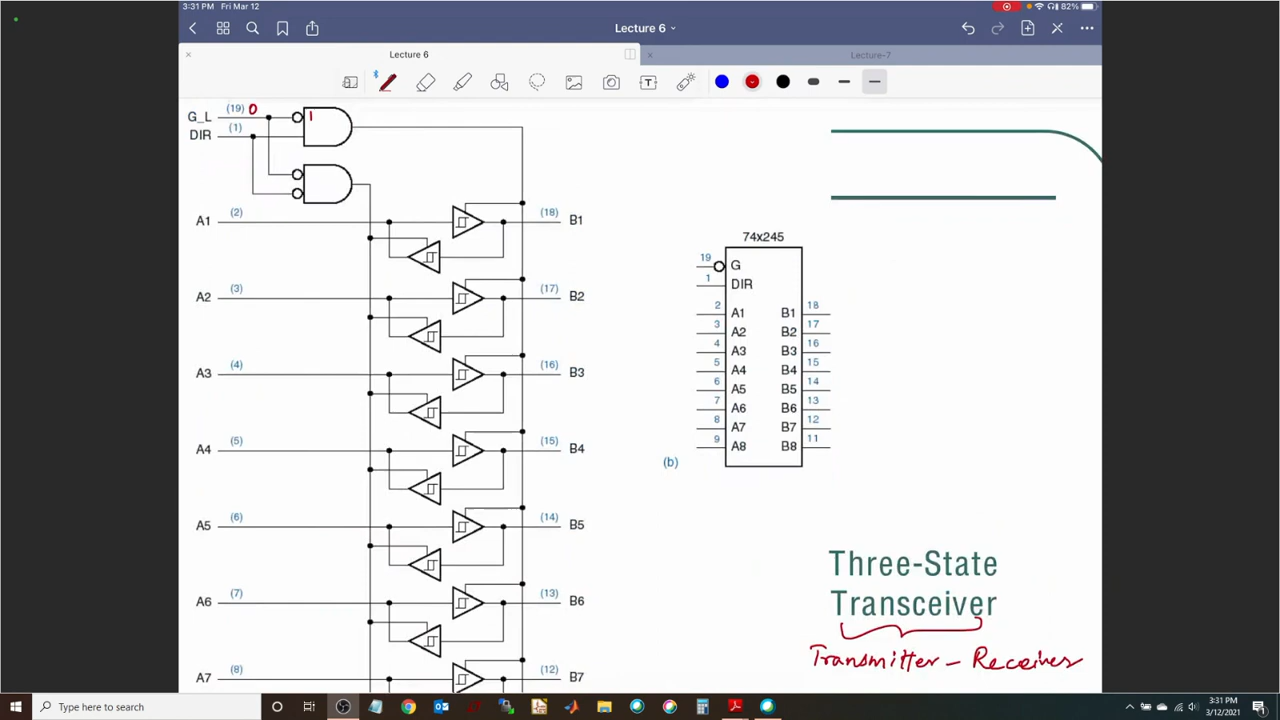 3:31 PM Fri Mar 12
82%
Lecture 6
Lecture 6
Lecture-7
G_L (19) 0 1
DIR (1)
A1 (2) (18) B1
A2 (3) (17) B2
A3 (4) (16) B3
A4 (5) (15) B4
A5 (6) (14) B5
A6 (7) (13) B6
A7 (8) (12) B7
74x245
19 G
1 DIR
2 A1 B1 18
3 A2 B2 17
4 A3 B3 16
5 A4 B4 15
6 A5 B5 14
7 A6 B6 13
8 A7 B7 12
9 A8 B8 11
(b)
Three-State
Transceiver
Transmitter - Receiver
Type here to search
3:31 PM
3/12/2021